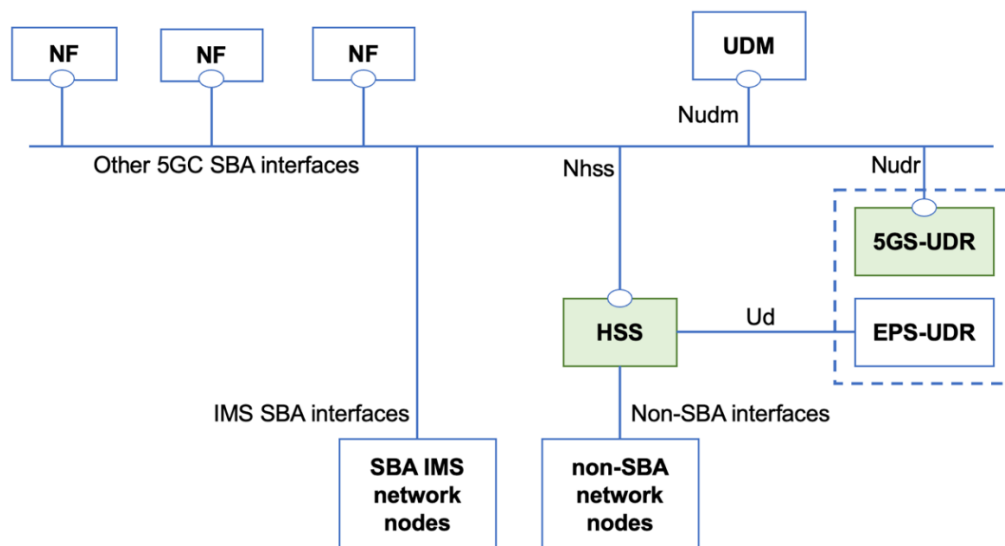 NF
NF
NF
UDM
Nudm
Other 5GC SBA interfaces
Nhss
Nudr
5GS-UDR
HSS
Ud
EPS-UDR
IMS SBA interfaces
Non-SBA interfaces
SBA IMS
network
nodes
non-SBA
network
nodes